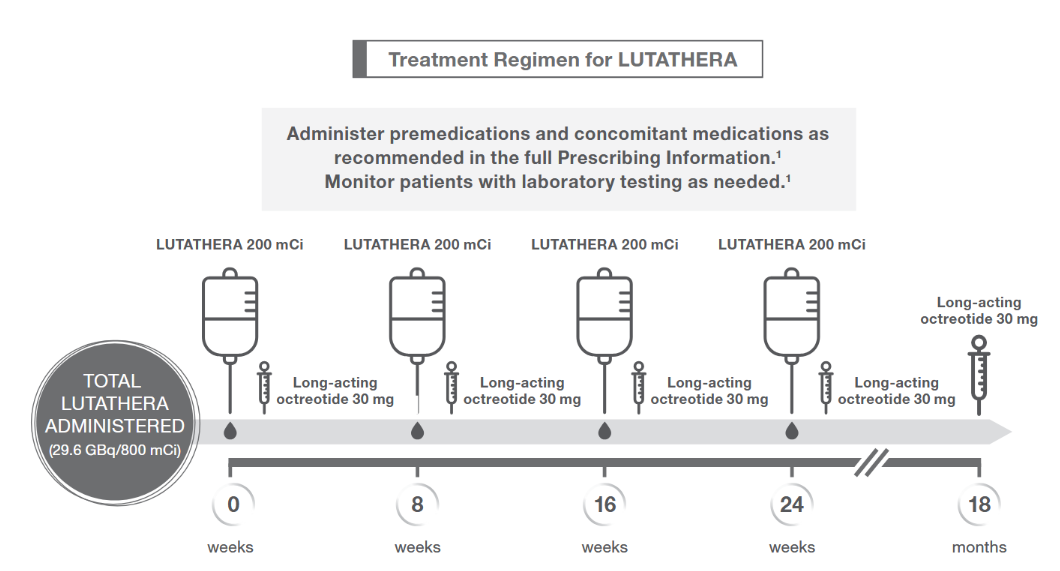 Treatment Regimen for LUTATHERA
Administer premedications and concomitant medications as
recommended in the full Prescribing Information.¹
Monitor patients with laboratory testing as needed.¹
LUTATHERA 200 mCi
LUTATHERA 200 mCi
LUTATHERA 200 mCi
LUTATHERA 200 mCi
Long-acting
octreotide 30 mg
TOTAL
LUTATHERA
ADMINISTERED
(29.6 GBq/800 mCi)
Long-acting
octreotide 30 mg
Long-acting
octreotide 30 mg
Long-acting
octreotide 30 mg
Long-acting
octreotide 30 mg
0
weeks
8
weeks
16
weeks
24
weeks
18
months